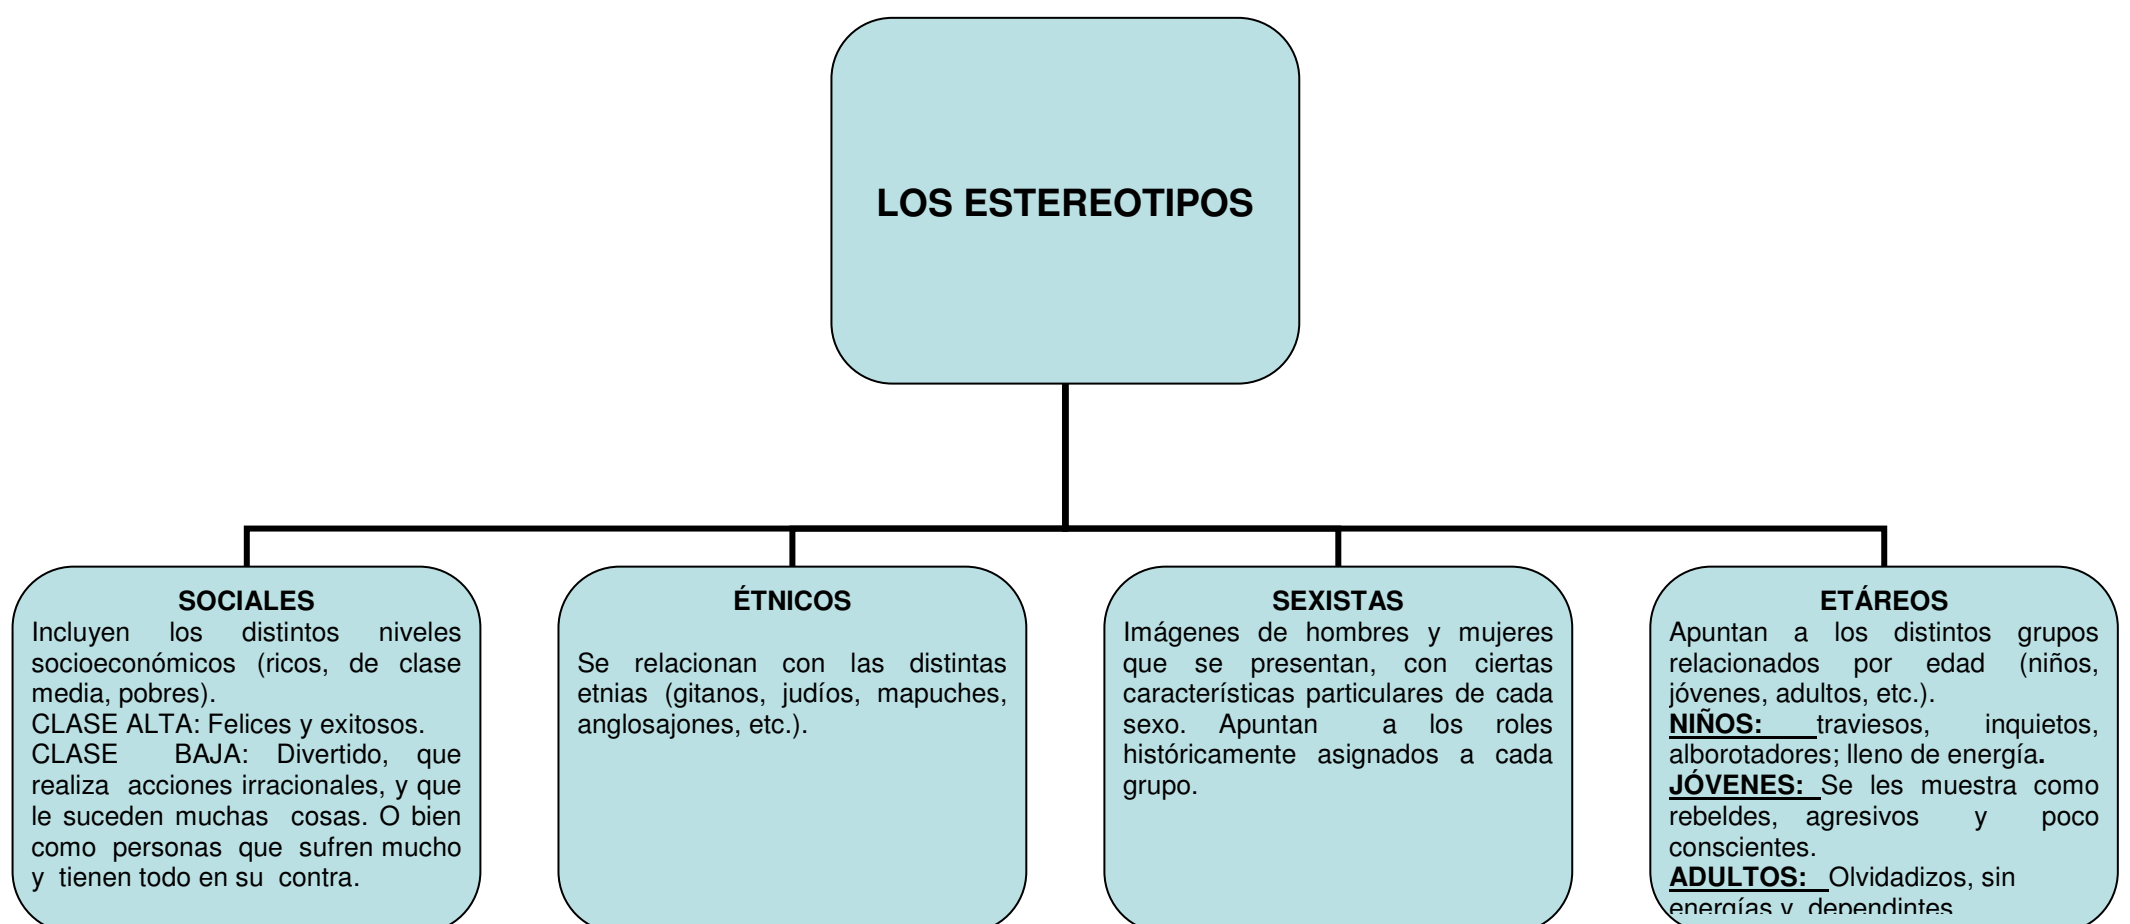 LOS ESTEREOTIPOS
SOCIALES
Incluyen los distintos niveles
socioeconómicos (ricos, de clase
media, pobres).
CLASE ALTA: Felices y exitosos.
CLASE BAJA: Divertido, que
realiza acciones irracionales, y que
le suceden muchas cosas. O bien
como personas que sufren mucho
y tienen todo en su contra.
ÉTNICOS
Se relacionan con las distintas
etnias (gitanos, judíos, mapuches,
anglosajones, etc.).
SEXISTAS
Imágenes de hombres y mujeres
que se presentan, con ciertas
características particulares de cada
sexo. Apuntan a los roles
históricamente asignados a cada
grupo.
ETÁREOS
Apuntan a los distintos grupos
relacionados por edad (niños,
jóvenes, adultos, etc.).
NIÑOS: traviesos, inquietos,
alborotadores; lleno de energía.
JÓVENES: Se les muestra como
rebeldes, agresivos y poco
conscientes.
ADULTOS: Olvidadizos, sin
energías y dependintes